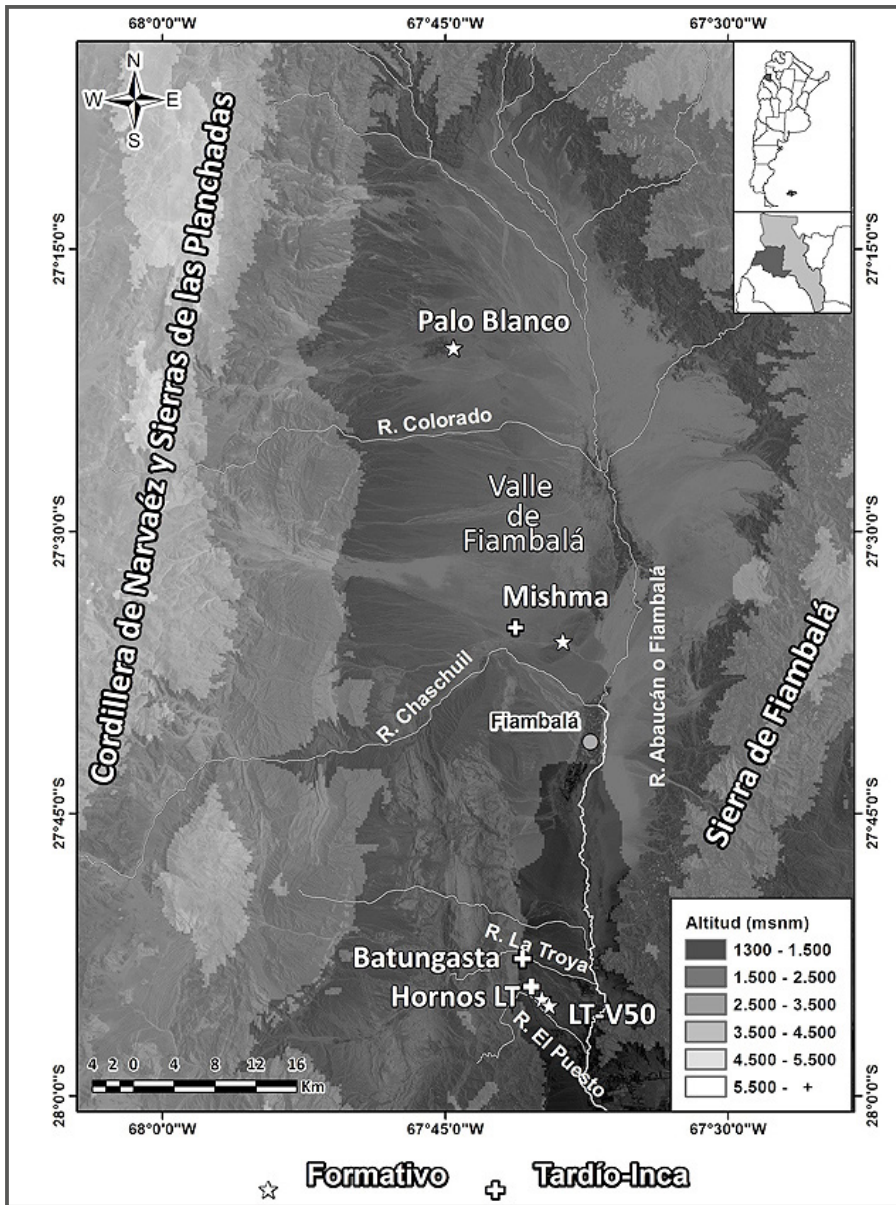 68°0'0"W 67°45'0"W 67°30'0"W
N
W E
S
27°15'0"S 27°15'0"S
Cordillera de Narvaéz y Sierras de las Planchadas
Palo Blanco
R. Colorado
Valle
de
Fiambalá
27°30'0"S 27°30'0"S
Mishma
R. Abaucán o Fiambalá
R. Chaschuil
Fiambalá
Sierra de Fiambalá
27°45'0"S 27°45'0"S
R. La Troya
Batungasta
Hornos LT
LT-V50
R. El Puesto
Altitud (msnm)
1300 - 1.500
1.500 - 2.500
2.500 - 3.500
3.500 - 4.500
4.500 - 5.500
5.500 - +
4 2 0 4 8 12 16
Km
28°0'0"S 28°0'0"S
68°0'0"W 67°45'0"W 67°30'0"W
Formativo Tardío-Inca